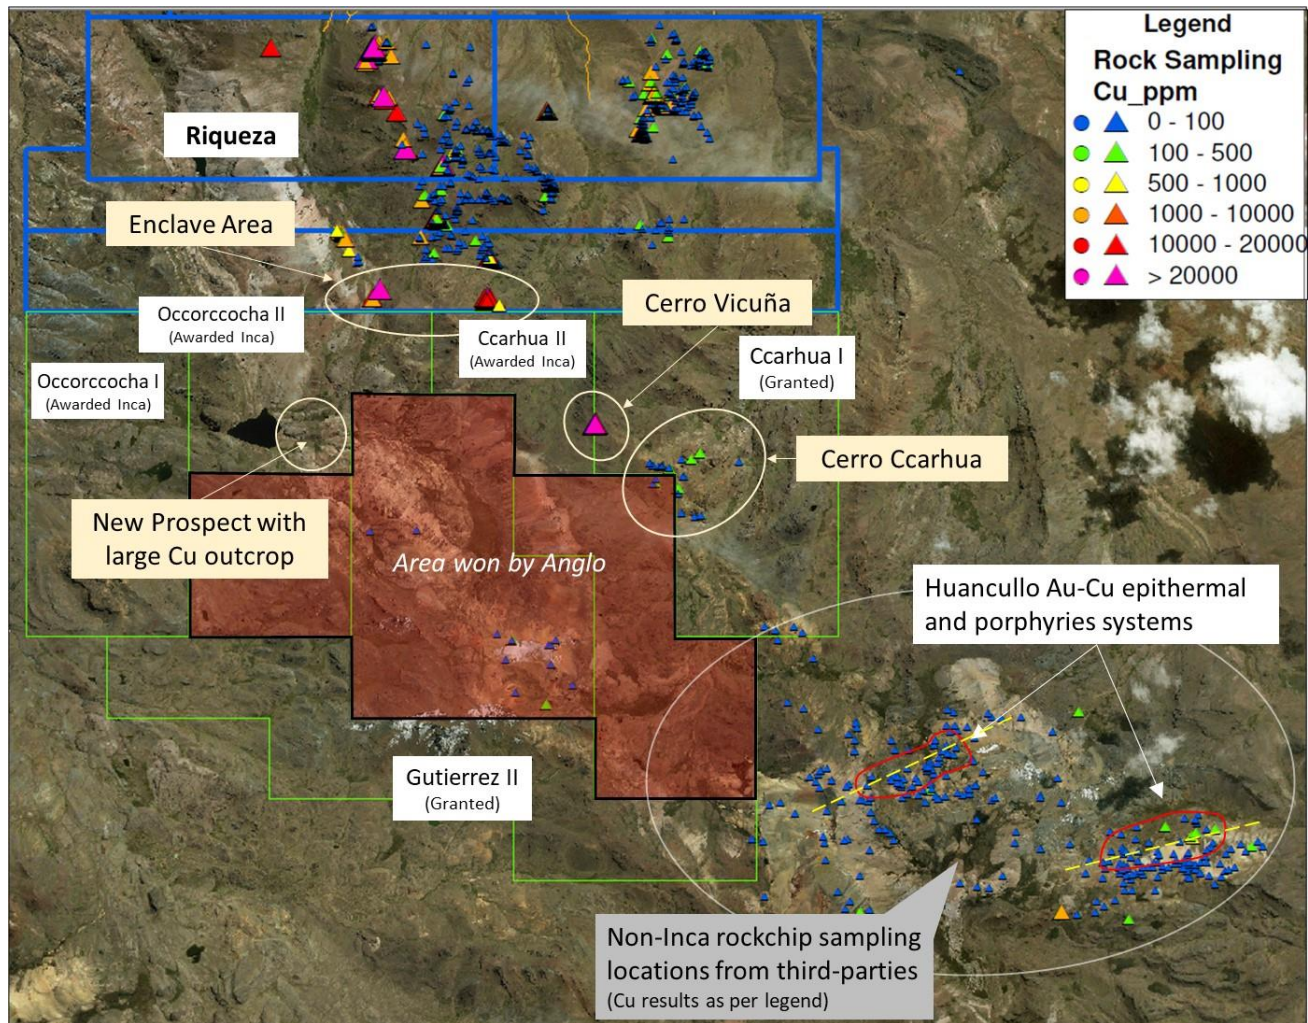 Legend
Rock Sampling
Cu_ppm
0 - 100
100 - 500
500 - 1000
1000 - 10000
10000 - 20000
> 20000
Riqueza
Enclave Area
Occorccocha II
(Awarded Inca)
Ccarhua II
(Awarded Inca)
Cerro Vicuña
Ccarhua I
(Granted)
Occorccocha I
(Awarded Inca)
Cerro Ccarhua
New Prospect with
large Cu outcrop
Area won by Anglo
Huancullo Au-Cu epithermal
and porphyries systems
Gutierrez II
(Granted)
Non-Inca rockchip sampling
locations from third-parties
(Cu results as per legend)